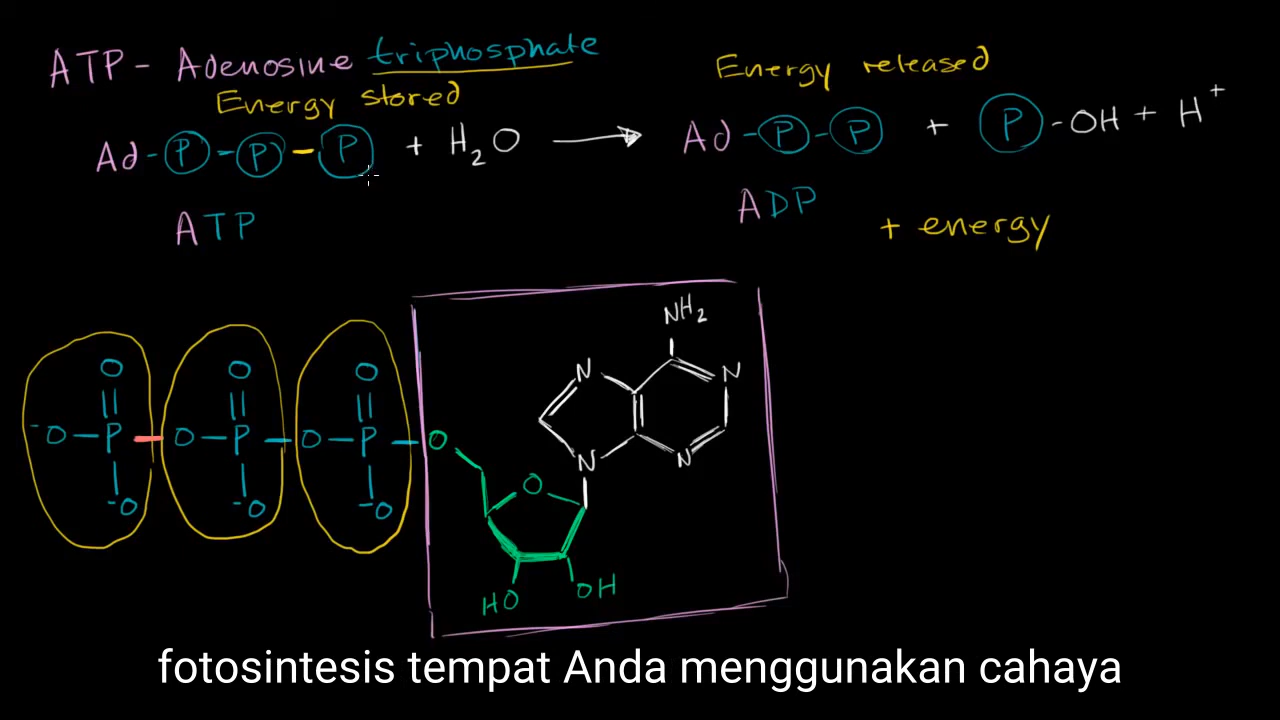 ATP - Adenosine triphosphate
Energy stored
Energy released
Ad - P - P - P + H2O → Ad - P - P + P - OH + H+
ATP
ADP
+ energy
NH2
N N
N N
O O O
-O - P - O - P - O - P - O
-O -O -O
O
HO OH
fotosintesis tempat Anda menggunakan cahaya